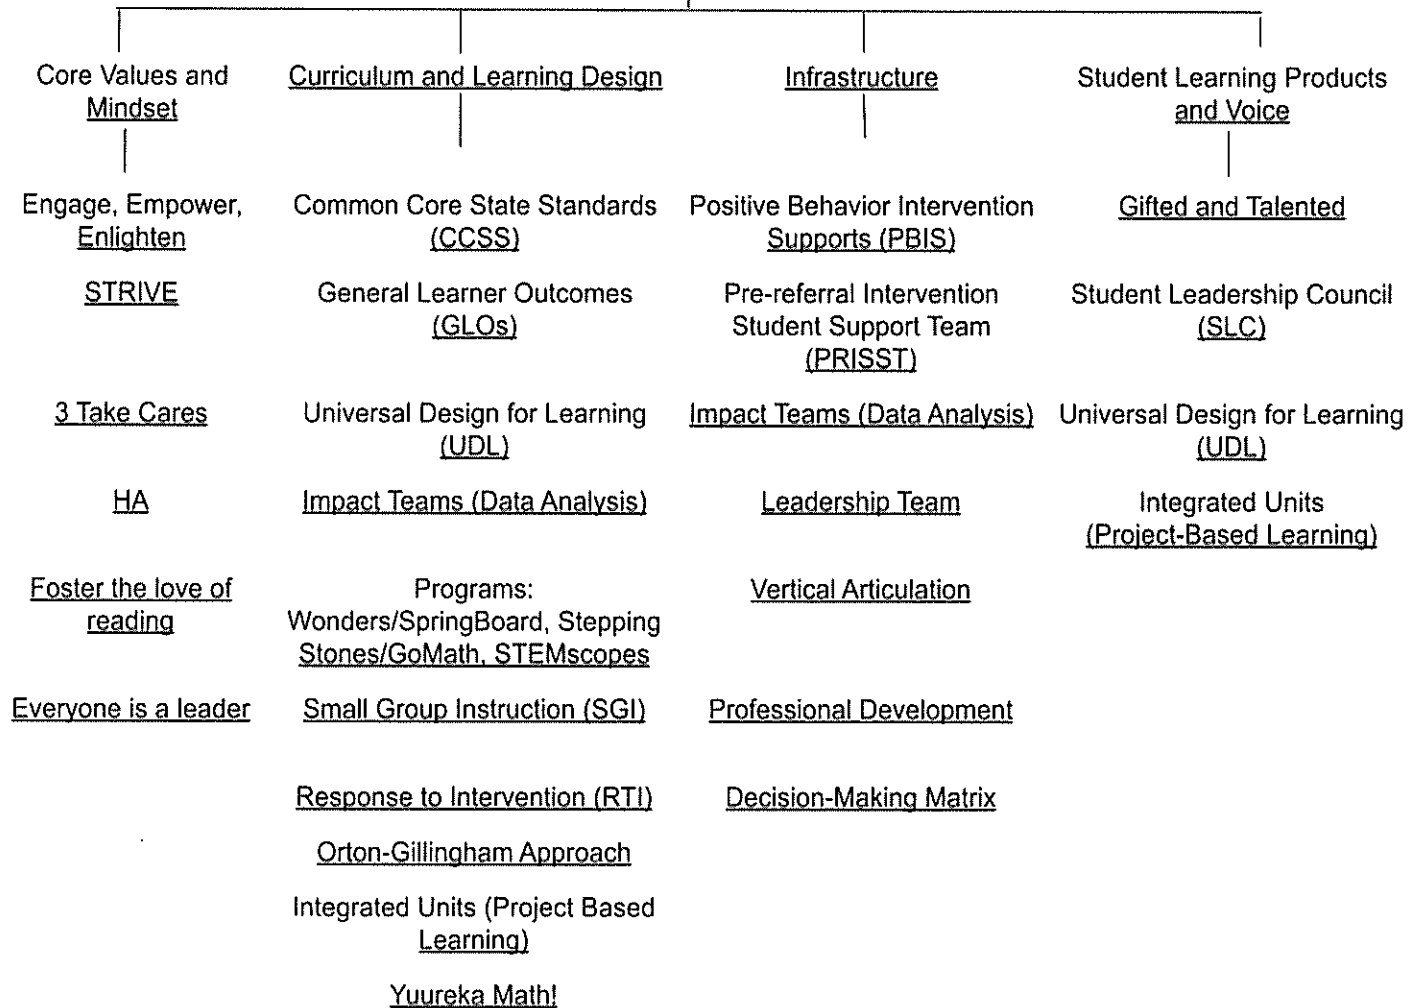 Core Values and
Mindset
Engage, Empower,
Enlighten
STRIVE
3 Take Cares
HA
Foster the love of
reading
Everyone is a leader
Curriculum and Learning Design
Common Core State Standards
(CCSS)
General Learner Outcomes
(GLOs)
Universal Design for Learning
(UDL)
Impact Teams (Data Analysis)
Programs:
Wonders/SpringBoard, Stepping
Stones/GoMath, STEMscopes
Small Group Instruction (SGI)
Response to Intervention (RTI)
Orton-Gillingham Approach
Integrated Units (Project Based
Learning)
Yuureka Math!
Infrastructure
Positive Behavior Intervention
Supports (PBIS)
Pre-referral Intervention
Student Support Team
(PRISST)
Impact Teams (Data Analysis)
Leadership Team
Vertical Articulation
Professional Development
Decision-Making Matrix
Student Learning Products
and Voice
Gifted and Talented
Student Leadership Council
(SLC)
Universal Design for Learning
(UDL)
Integrated Units
(Project-Based Learning)